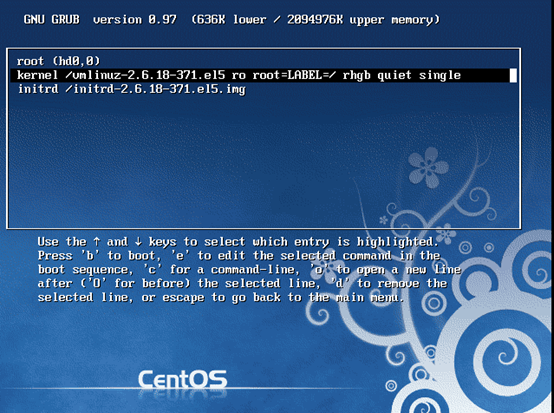 GNU GRUB  version 0.97  (636K lower / 2094976K upper memory)
root (hd0,0)
kernel /vmlinuz-2.6.18-371.el5 ro root=LABEL=/ rhgb quiet single
initrd /initrd-2.6.18-371.el5.img
Use the ↑ and ↓ keys to select which entry is highlighted.
Press 'b' to boot, 'e' to edit the selected command in the
boot sequence, 'c' for a command-line, 'o' to open a new line
after ('O' for before) the selected line, 'd' to remove the
selected line, or escape to go back to the main menu.
CentOS